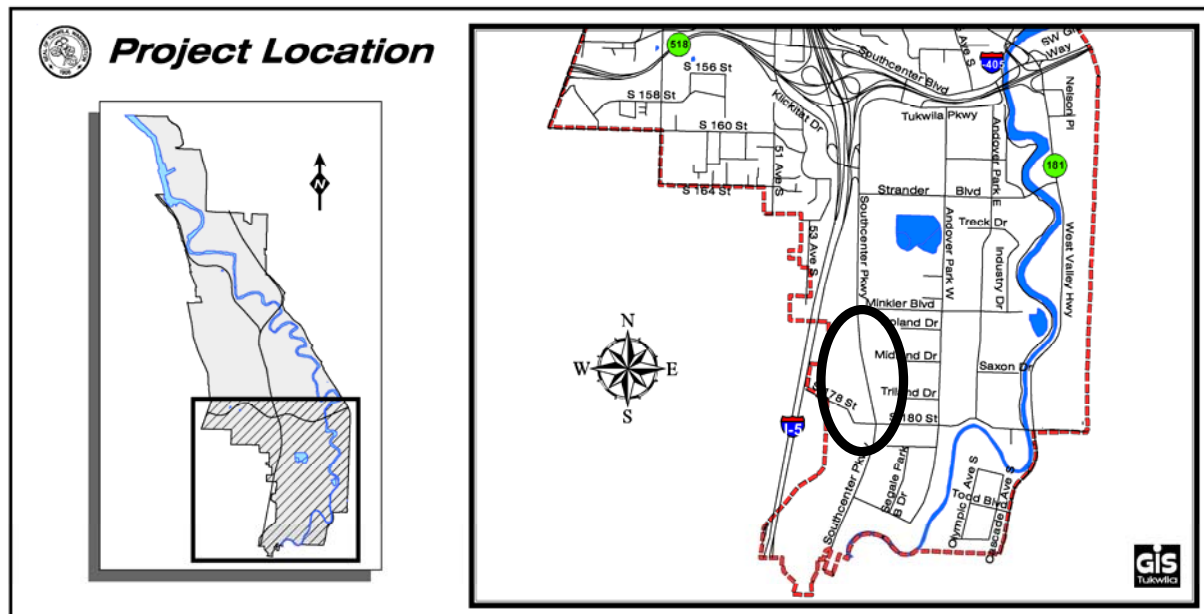 Project Location
N
518
S 156 St
S 158 St
S 160 St
S 164 St
Klickitat Dr
51 Ave S
53 Ave S
Southcenter Blvd
Ave S
I-405
SW G
Way
Nelson Pl
Tukwila Pkwy
Andover Park E
181
Strander Blvd
Southcenter Pkwy
Andover Park W
Treck Dr
Industry Dr
West Valley Hwy
Minkler Blvd
oland Dr
Midland Dr
Saxon Dr
Triland Dr
S 178 St
S 180 St
I-5
N
W E
S
Southcenter Pkwy
Segale Park
B Dr
Olympic Ave S
Todd Blvd
Cascade Ave S
GIS
Tukwila